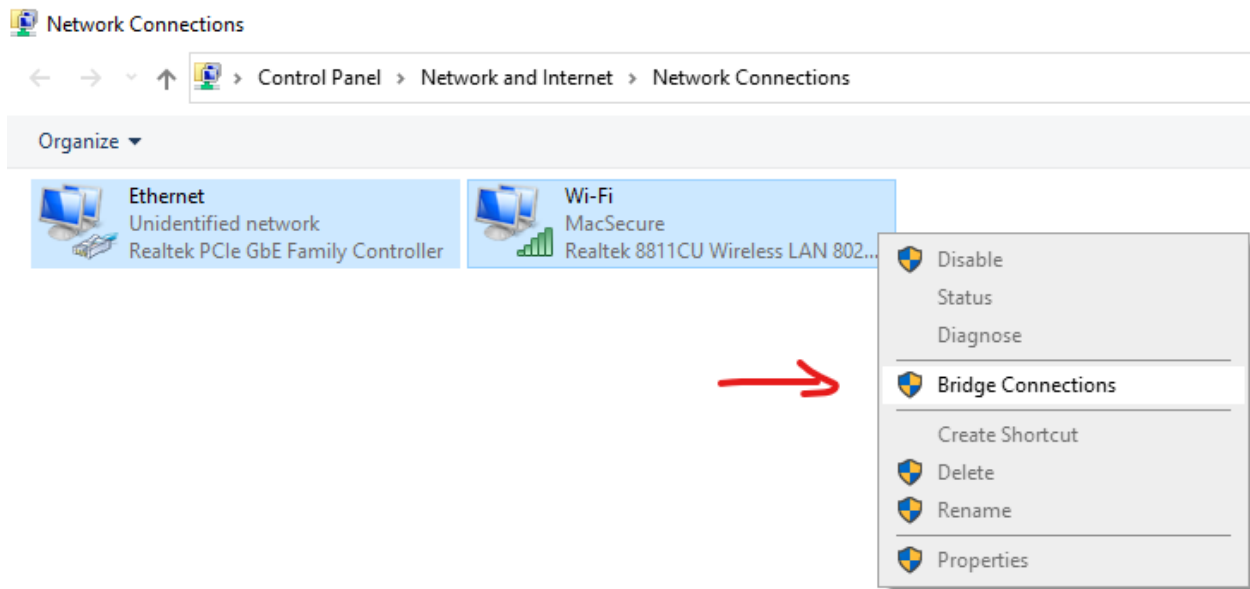 Network Connections
Control Panel > Network and Internet > Network Connections
Organize
Ethernet
Unidentified network
Realtek PCIe GbE Family Controller
Wi-Fi
MacSecure
Realtek 8811CU Wireless LAN 802...
Disable
Status
Diagnose
Bridge Connections
Create Shortcut
Delete
Rename
Properties